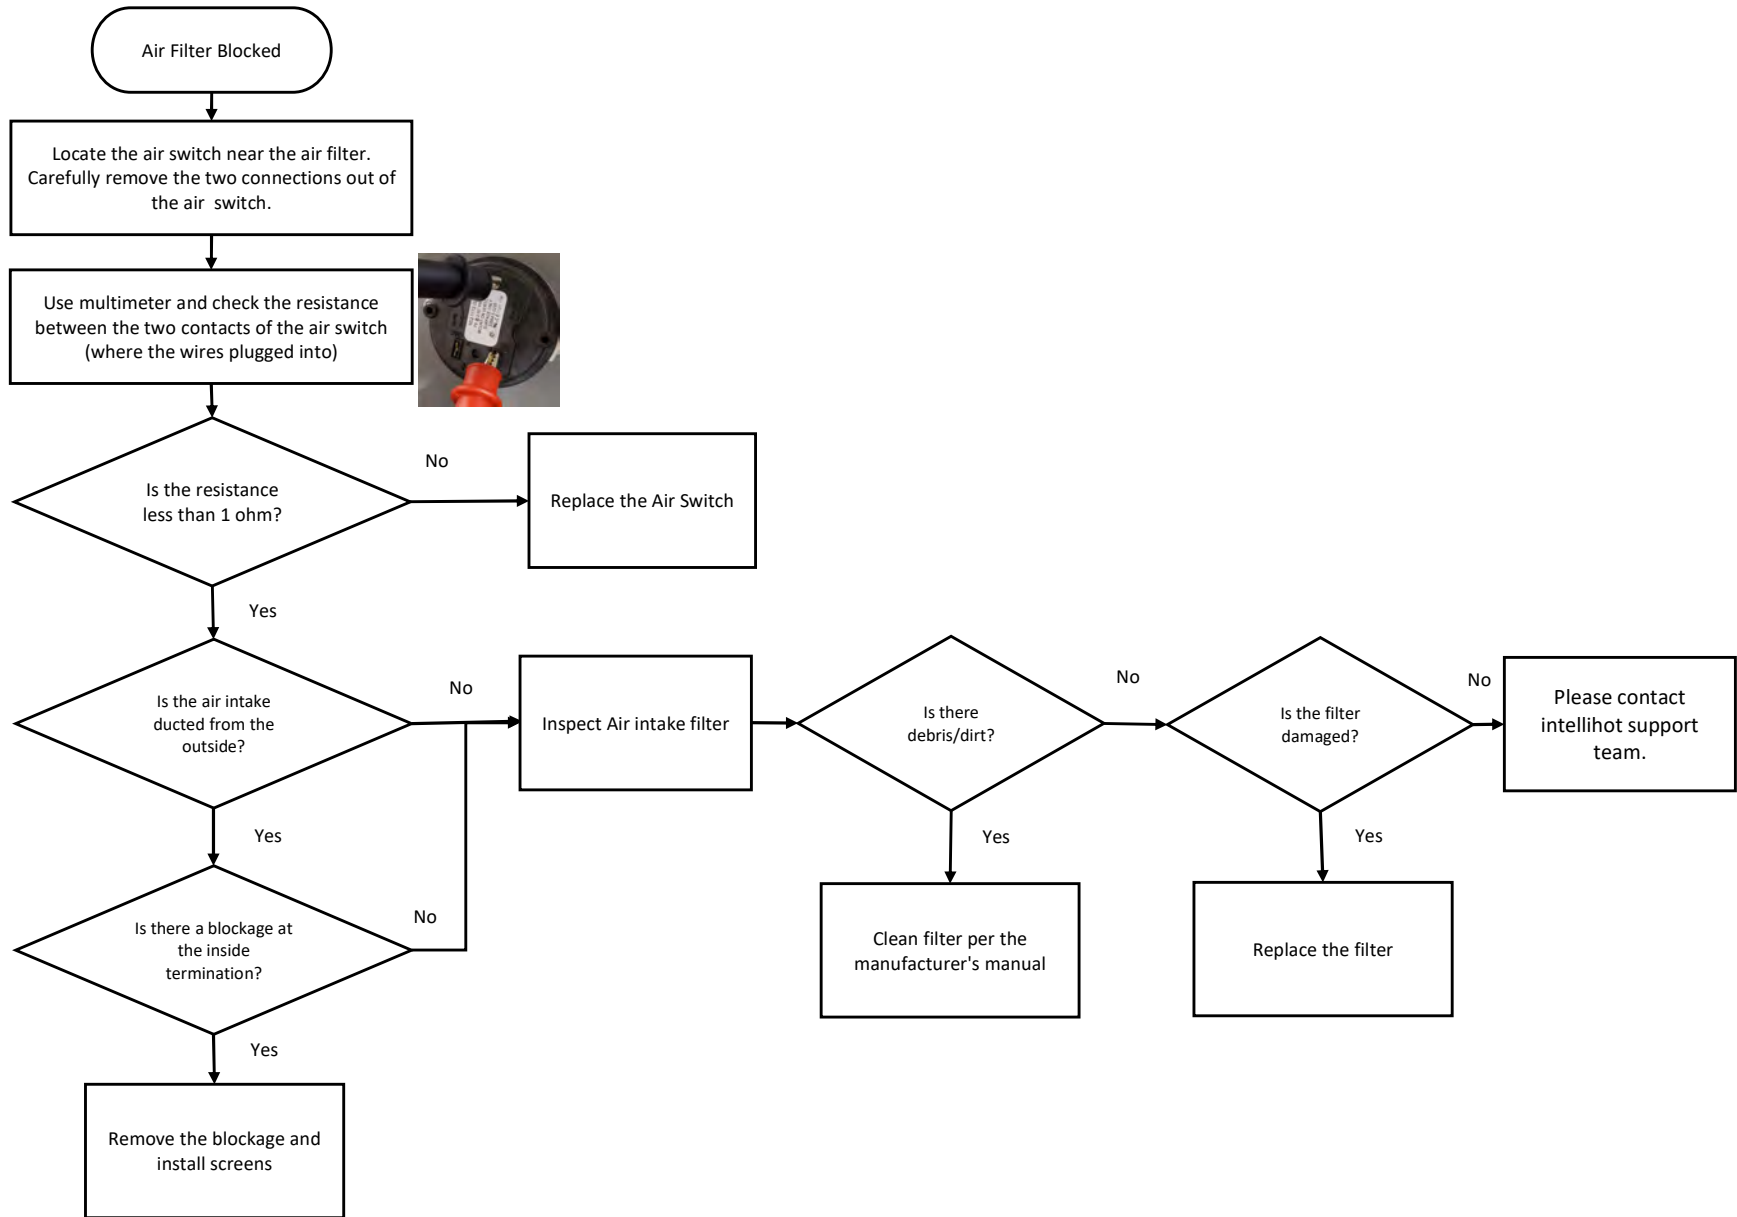 Air Filter Blocked
Locate the air switch near the air filter.
Carefully remove the two connections out of
the air  switch.
Use multimeter and check the resistance
between the two contacts of the air switch
(where the wires plugged into)
Is the resistance
less than 1 ohm?
No
Replace the Air Switch
Yes
Is the air intake
ducted from the
outside?
No
Inspect Air intake filter
Is there
debris/dirt?
No
Is the filter
damaged?
No
Please contact
intellihot support
team.
Yes
Is there a blockage at
the inside
termination?
No
Yes
Clean filter per the
manufacturer's manual
Yes
Replace the filter
Yes
Remove the blockage and
install screens